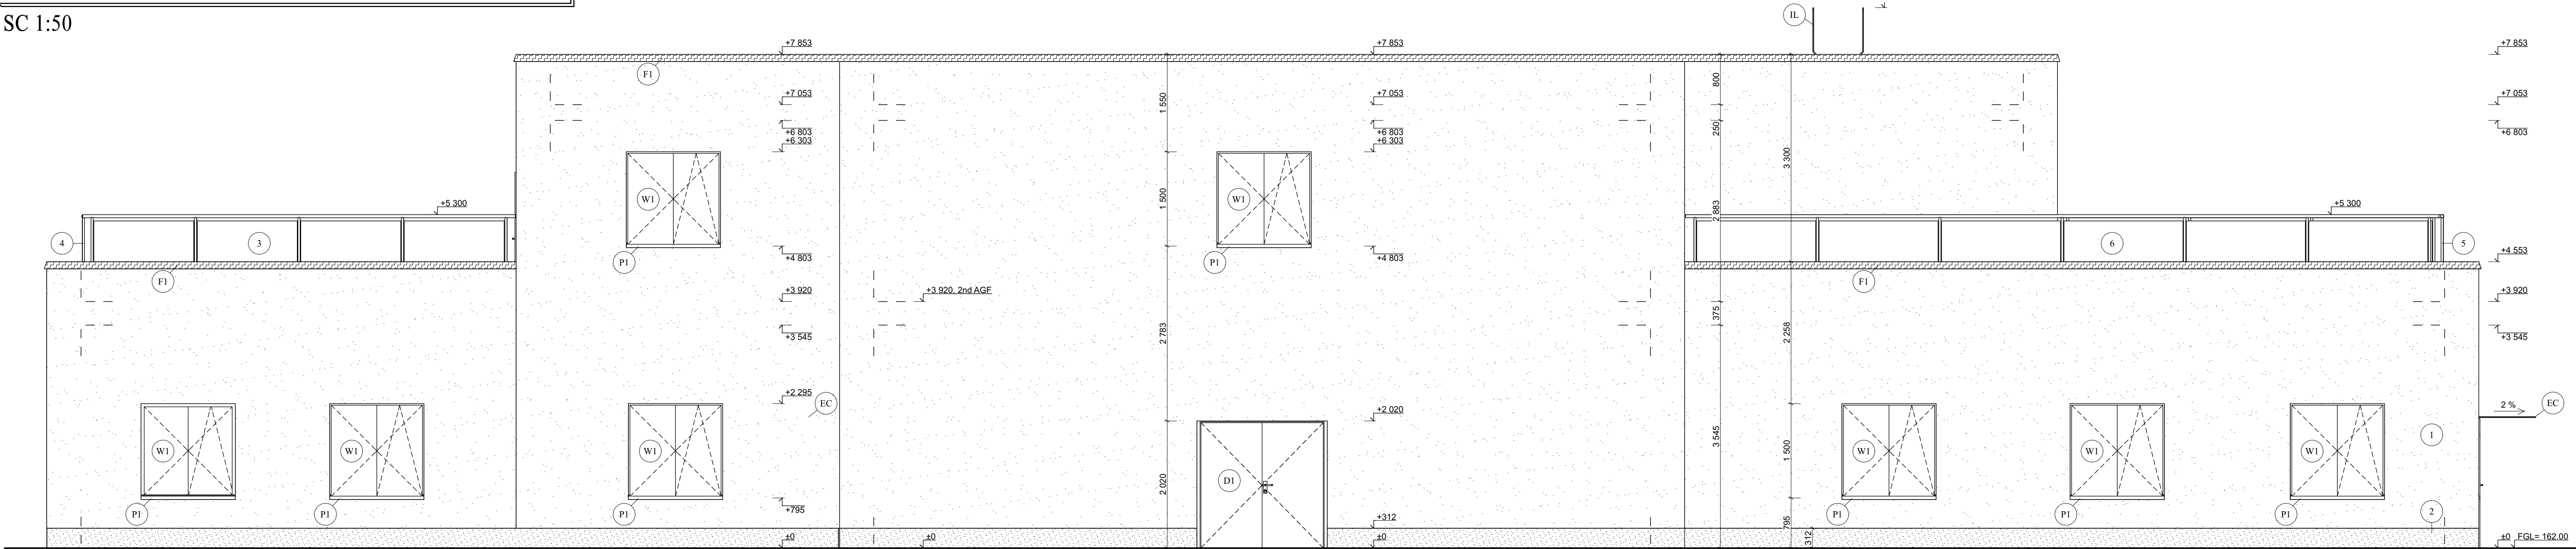 SC 1:50
IL
+7 853
+7 853
+7 853
F1
800
+7 053
+7 053
+7 053
1 550
250
+6 803
+6 803
+6 803
+6 303
+6 303
3 300
W1
1 500
W1
2 883
+5 300
+5 300
4
3
6
5
P1
P1
+4 803
+4 803
+4 553
F1
F1
+3 920
+3 920, 2nd AGF
+3 920
375
2 783
2 258
+3 545
+3 545
+2 295
EC
2 %
EC
+2 020
3 545
1
W1
W1
W1
1 500
W1
W1
W1
2 020
D1
P1
P1
P1
+795
P1
P1
P1
2
+312
795
312
±0
±0
±0
±0 FGL= 162.00